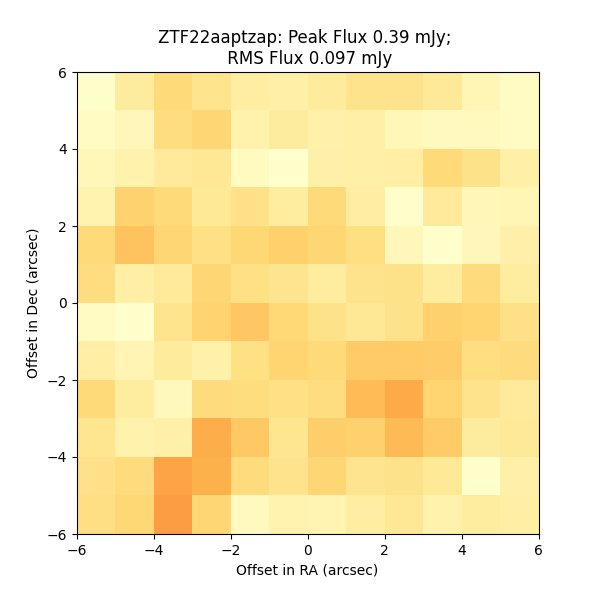 ZTF22aaptzap: Peak Flux 0.39 mJy;
RMS Flux 0.097 mJy
6
4
2
0
−2
−4
−6
Offset in Dec (arcsec)
−6 −4 −2 0 2 4 6
Offset in RA (arcsec)